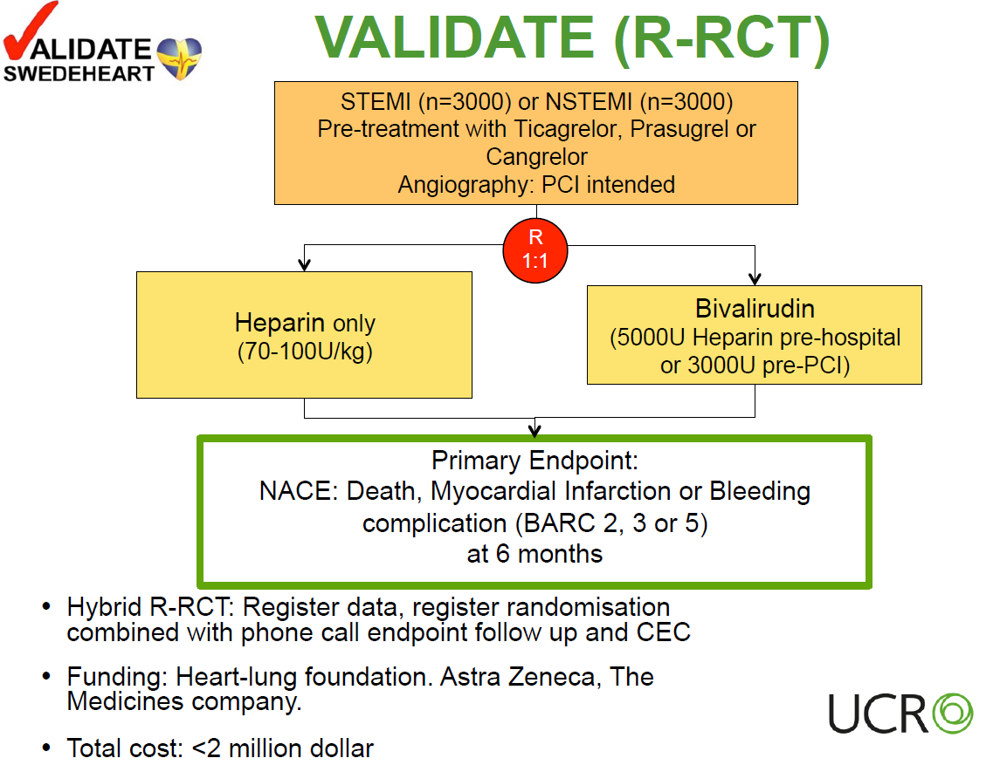 VALIDATE
SWEDEHEART
VALIDATE (R-RCT)
STEMI (n=3000) or NSTEMI (n=3000)
Pre-treatment with Ticagrelor, Prasugrel or
Cangrelor
Angiography: PCI intended
R
1:1
Heparin only
(70-100U/kg)
Bivalirudin
(5000U Heparin pre-hospital
or 3000U pre-PCI)
Primary Endpoint:
NACE: Death, Myocardial Infarction or Bleeding
complication (BARC 2, 3 or 5)
at 6 months
• Hybrid R-RCT: Register data, register randomisation
combined with phone call endpoint follow up and CEC
• Funding: Heart-lung foundation. Astra Zeneca, The
Medicines company.
• Total cost: <2 million dollar
UCR